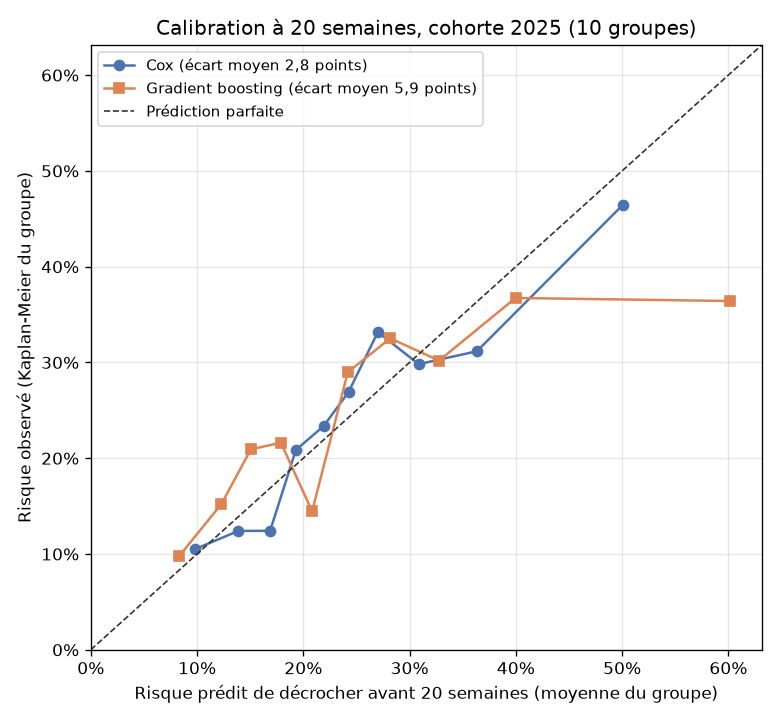 Calibration à 20 semaines, cohorte 2025 (10 groupes)
Cox (écart moyen 2,8 points)
Gradient boosting (écart moyen 5,9 points)
Prédiction parfaite
Risque observé (Kaplan-Meier du groupe)
60%
50%
40%
30%
20%
10%
0%
0%
10%
20%
30%
40%
50%
60%
Risque prédit de décrocher avant 20 semaines (moyenne du groupe)